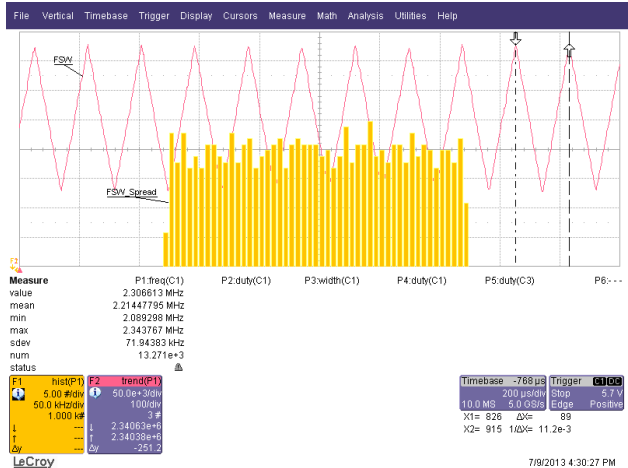 File Vertical Timebase Trigger Display Cursors Measure Math Analysis Utilities Help
FSW
FSW_Spread
F2
Measure P1:freq(C1) P2:duty(C1) P3:width(C1) P4:duty(C1) P5:duty(C3) P6:- - -
value 2.306613 MHz
mean 2.21447795 MHz
min 2.089298 MHz
max 2.343767 MHz
sdev 71.94383 kHz
num 13.271e+3
status
F1 hist(P1)
5.00 #/div
50.0 kHz/div
1.000 k#
↓ ---
↑ ---
Δy ---
F2 trend(P1)
50.0e+3/div
100/div
3 #
2.34063e+6
2.34038e+6
-251.2
Timebase -768 µs
200 µs/div
10.0 MS 5.0 GS/s
Trigger C1 DC
Stop 5.7 V
Edge Positive
X1= 826 ΔX= 89
X2= 915 1/ΔX= 11.2e-3
LeCroy
7/9/2013 4:30:27 PM